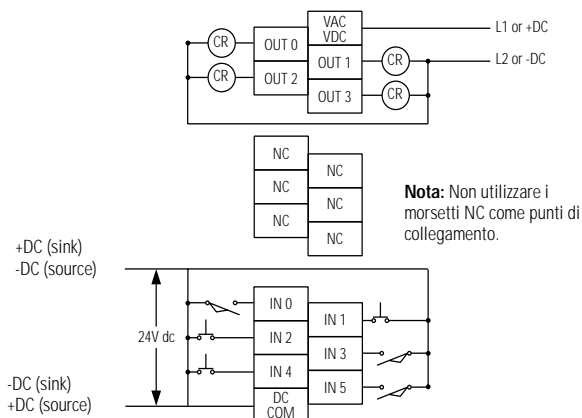 VAC
VDC
L1 or +DC
CR
OUT 0
OUT 1
CR
L2 or -DC
CR
OUT 2
OUT 3
CR
NC
NC
NC
NC
NC
NC
Nota: Non utilizzare i
morsetti NC come punti di
collegamento.
+DC (sink)
-DC (source)
24V dc
IN 0
IN 1
IN 2
IN 3
IN 4
IN 5
DC
COM
-DC (sink)
+DC (source)